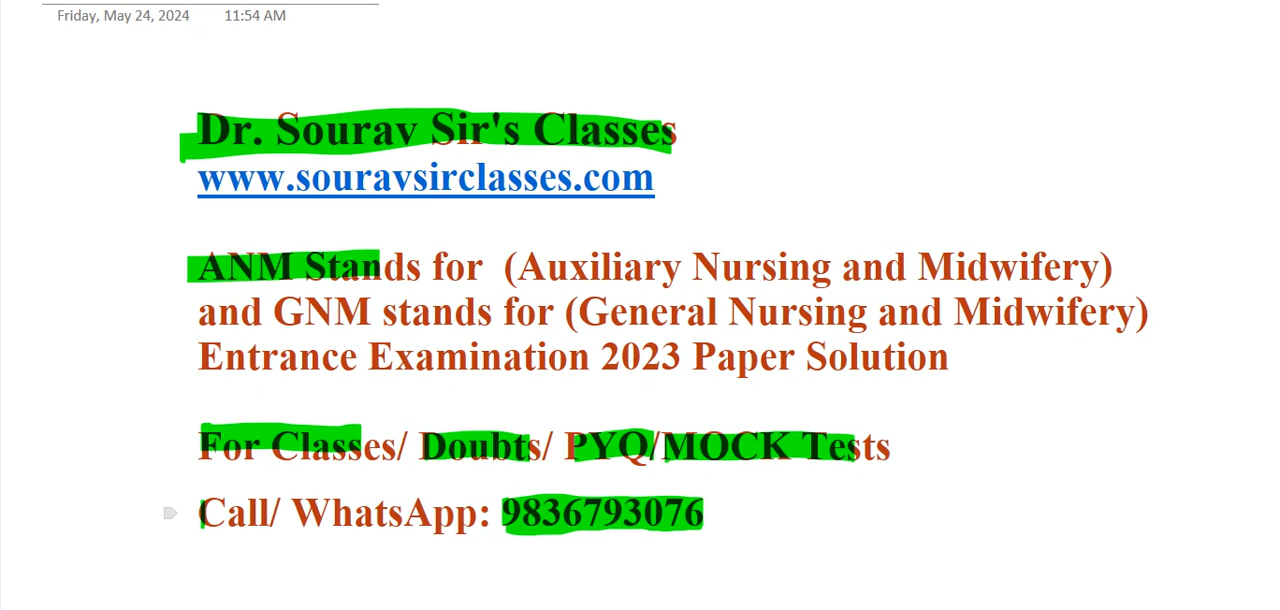 Friday, May 24, 2024 11:54 AM
Dr. Sourav Sir's Classes
www.souravsirclasses.com
ANM Stands for (Auxiliary Nursing and Midwifery)
and GNM stands for (General Nursing and Midwifery)
Entrance Examination 2023 Paper Solution
For Classes/ Doubts/ PYQ/MOCK Tests
Call/ WhatsApp: 9836793076